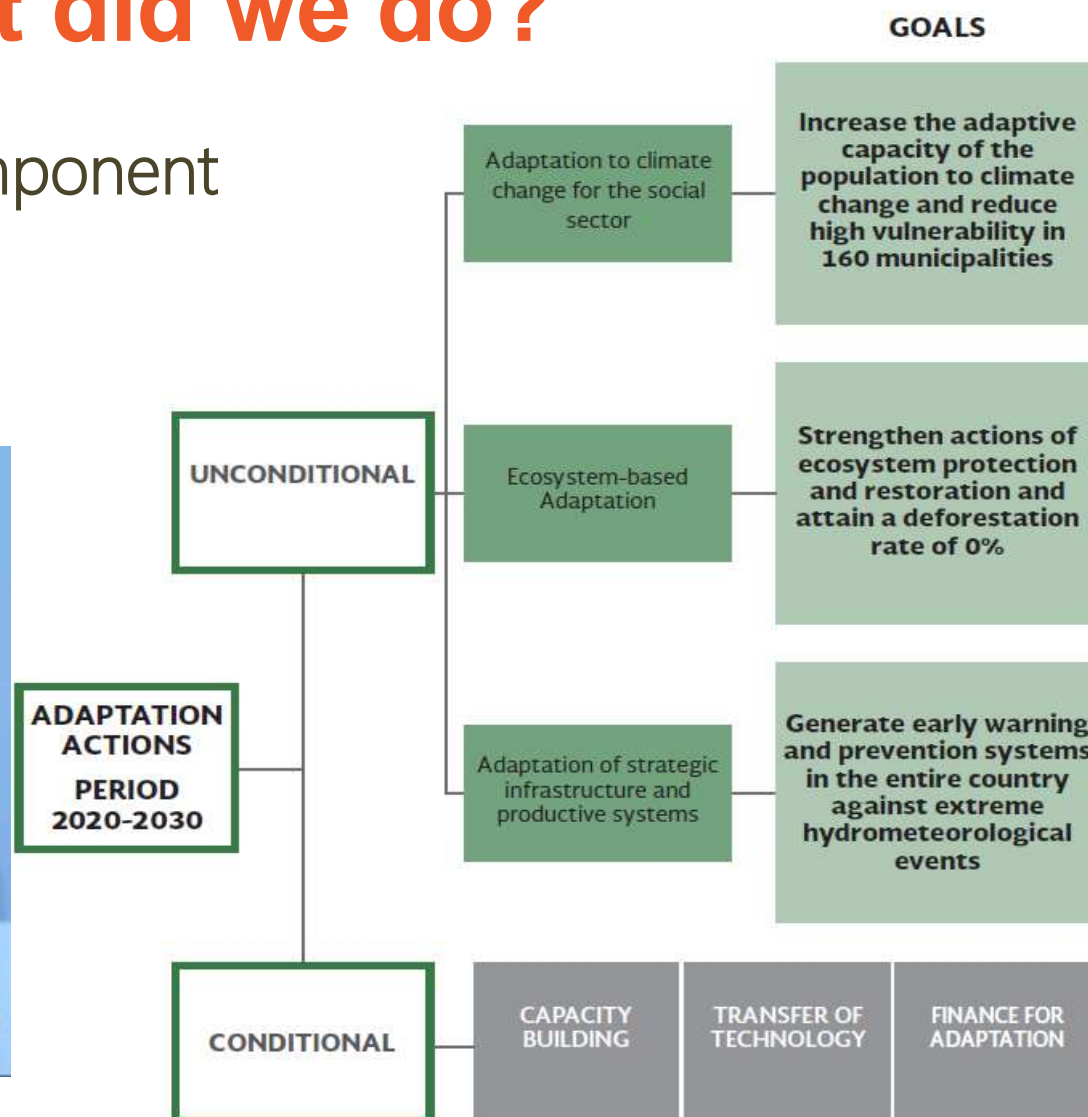 t did we do?
mponent
GOALS
Adaptation to climate
change for the social
sector
Increase the adaptive
capacity of the
population to climate
change and reduce
high vulnerability in
160 municipalities
UNCONDITIONAL
Ecosystem-based
Adaptation
Strengthen actions of
ecosystem protection
and restoration and
attain a deforestation
rate of 0%
ADAPTATION
ACTIONS
PERIOD
2020-2030
Adaptation of strategic
infrastructure and
productive systems
Generate early warning
and prevention systems
in the entire country
against extreme
hydrometeorological
events
CONDITIONAL
CAPACITY
BUILDING
TRANSFER OF
TECHNOLOGY
FINANCE FOR
ADAPTATION